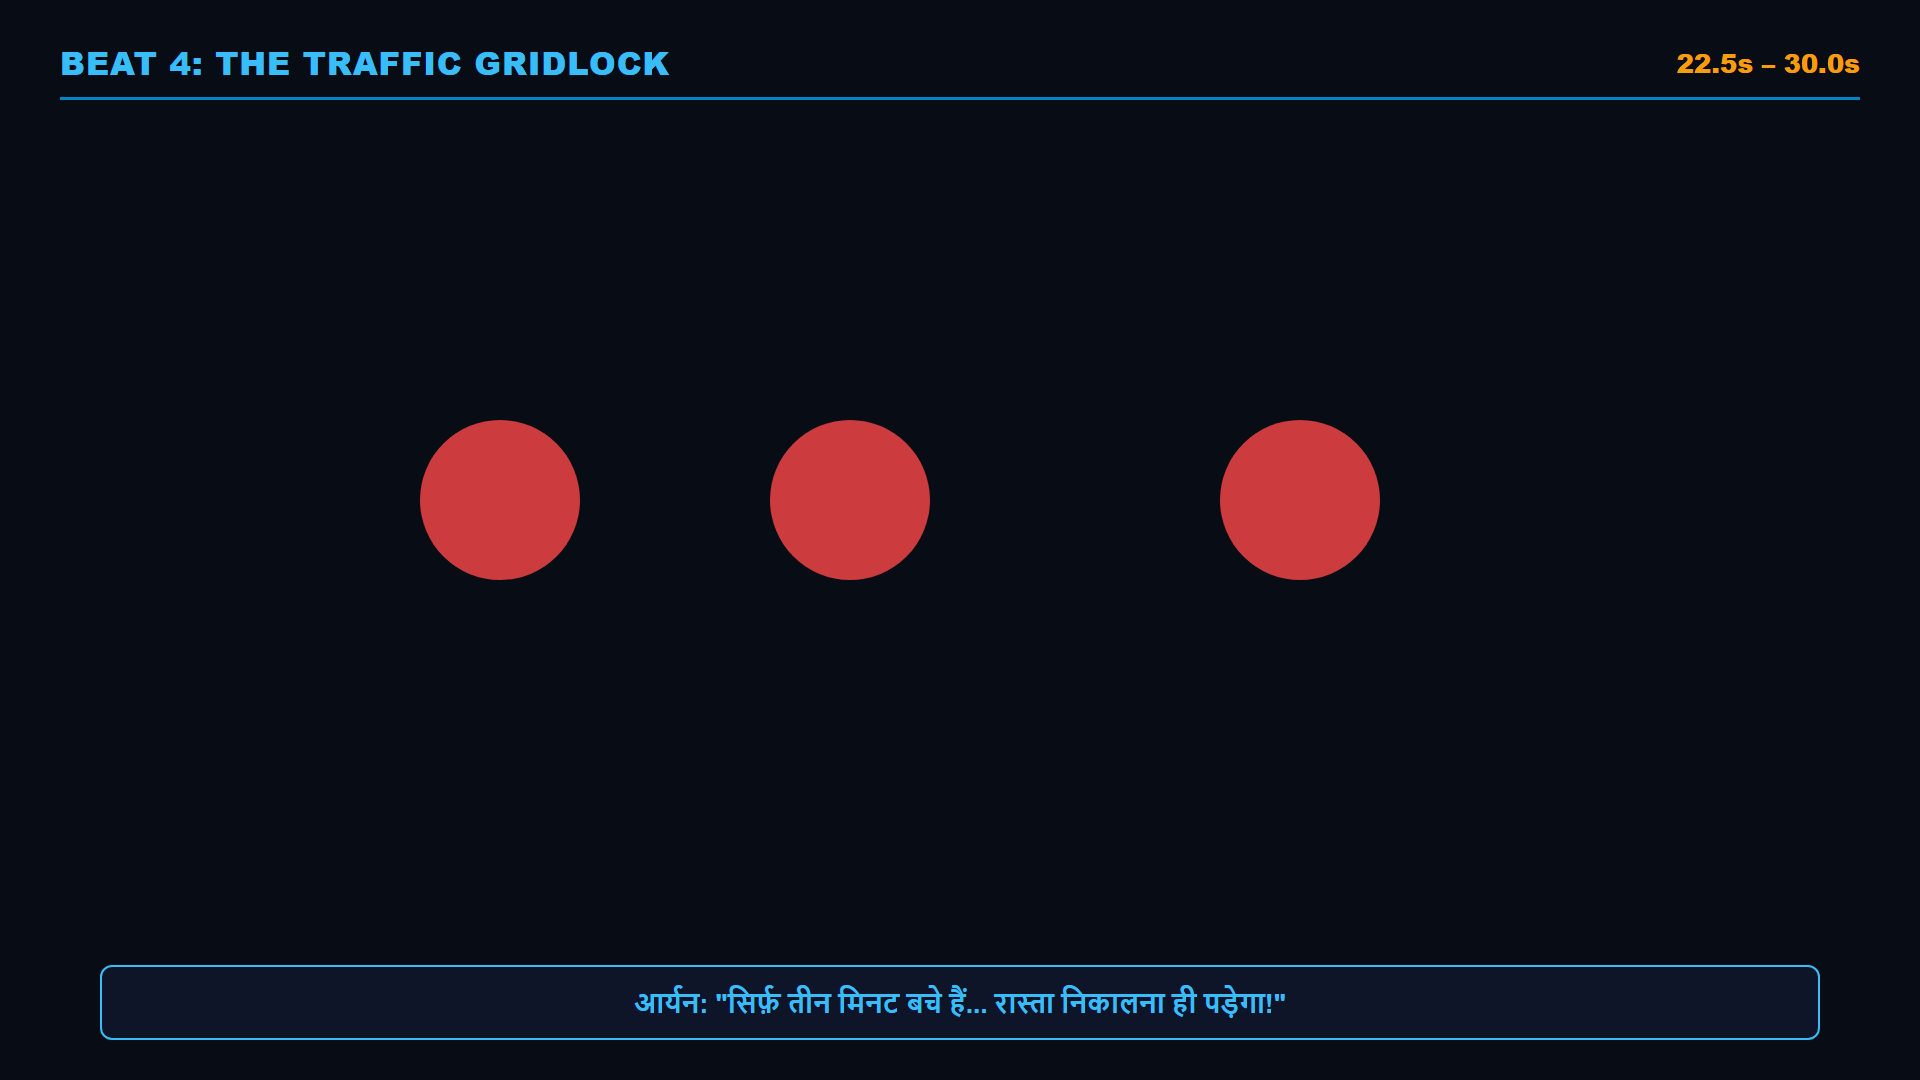 BEAT 4: THE TRAFFIC GRIDLOCK
22.5s – 30.0s
आर्यन: "सिर्फ़ तीन मिनट बचे हैं... रास्ता निकालना ही पड़ेगा!"